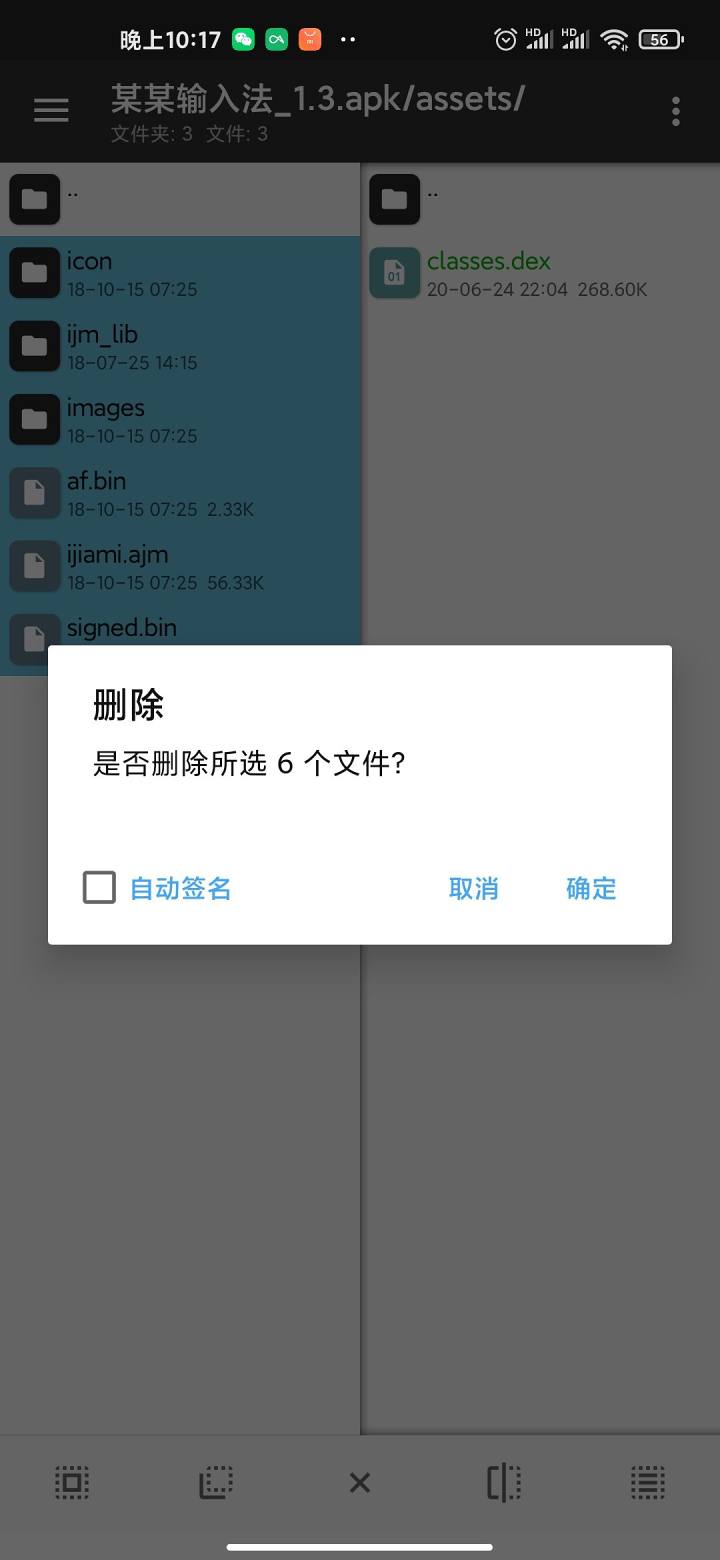 晚上10:17
HD HD 56
某某输入法_1.3.apk/assets/
文件夹: 3 文件: 3
..
icon
18-10-15 07:25
ijm_lib
18-07-25 14:15
images
18-10-15 07:25
af.bin
18-10-15 07:25 2.33K
ijiami.ajm
18-10-15 07:25 56.33K
signed.bin
..
01
classes.dex
20-06-24 22:04 268.60K
删除
是否删除所选 6 个文件?
自动签名
取消
确定